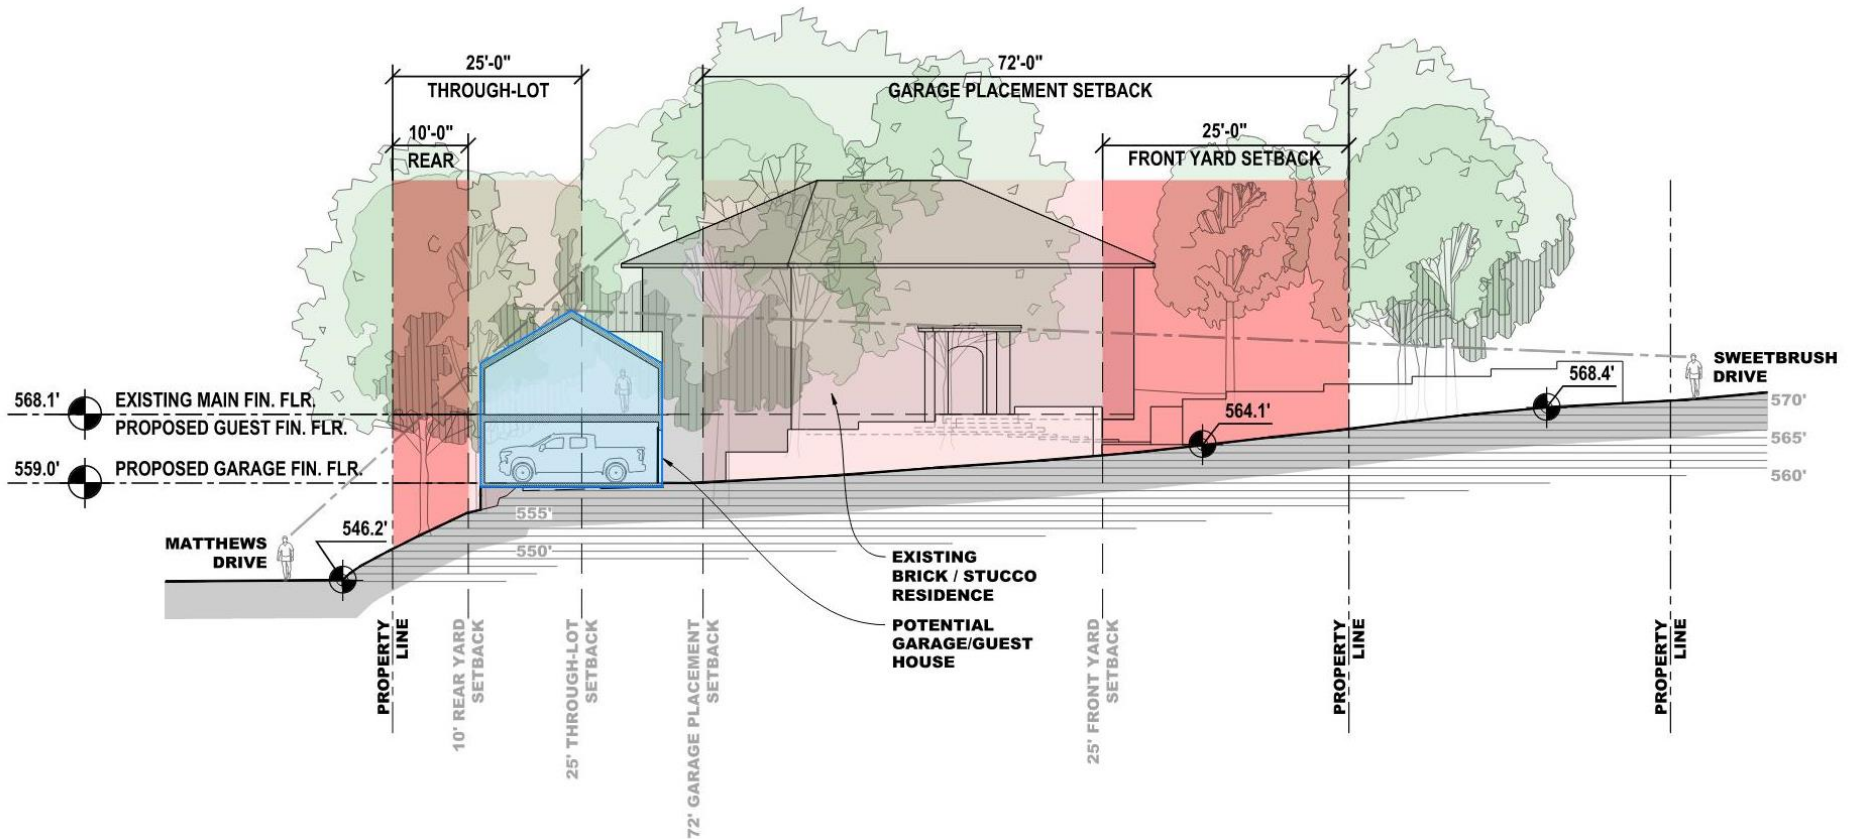 25'-0"
THROUGH-LOT
72'-0"
GARAGE PLACEMENT SETBACK
10'-0"
REAR
25'-0"
FRONT YARD SETBACK
568.1'
EXISTING MAIN FIN. FLR.
PROPOSED GUEST FIN. FLR.
559.0'
PROPOSED GARAGE FIN. FLR.
SWEETBRUSH
DRIVE
568.4'
564.1'
570'
565'
560'
555'
550'
546.2'
MATTHEWS
DRIVE
EXISTING
BRICK / STUCCO
RESIDENCE
POTENTIAL
GARAGE/GUEST
HOUSE
PROPERTY
LINE
10' REAR YARD
SETBACK
25' THROUGH-LOT
SETBACK
72' GARAGE PLACEMENT
SETBACK
25' FRONT YARD
SETBACK
PROPERTY
LINE
PROPERTY
LINE